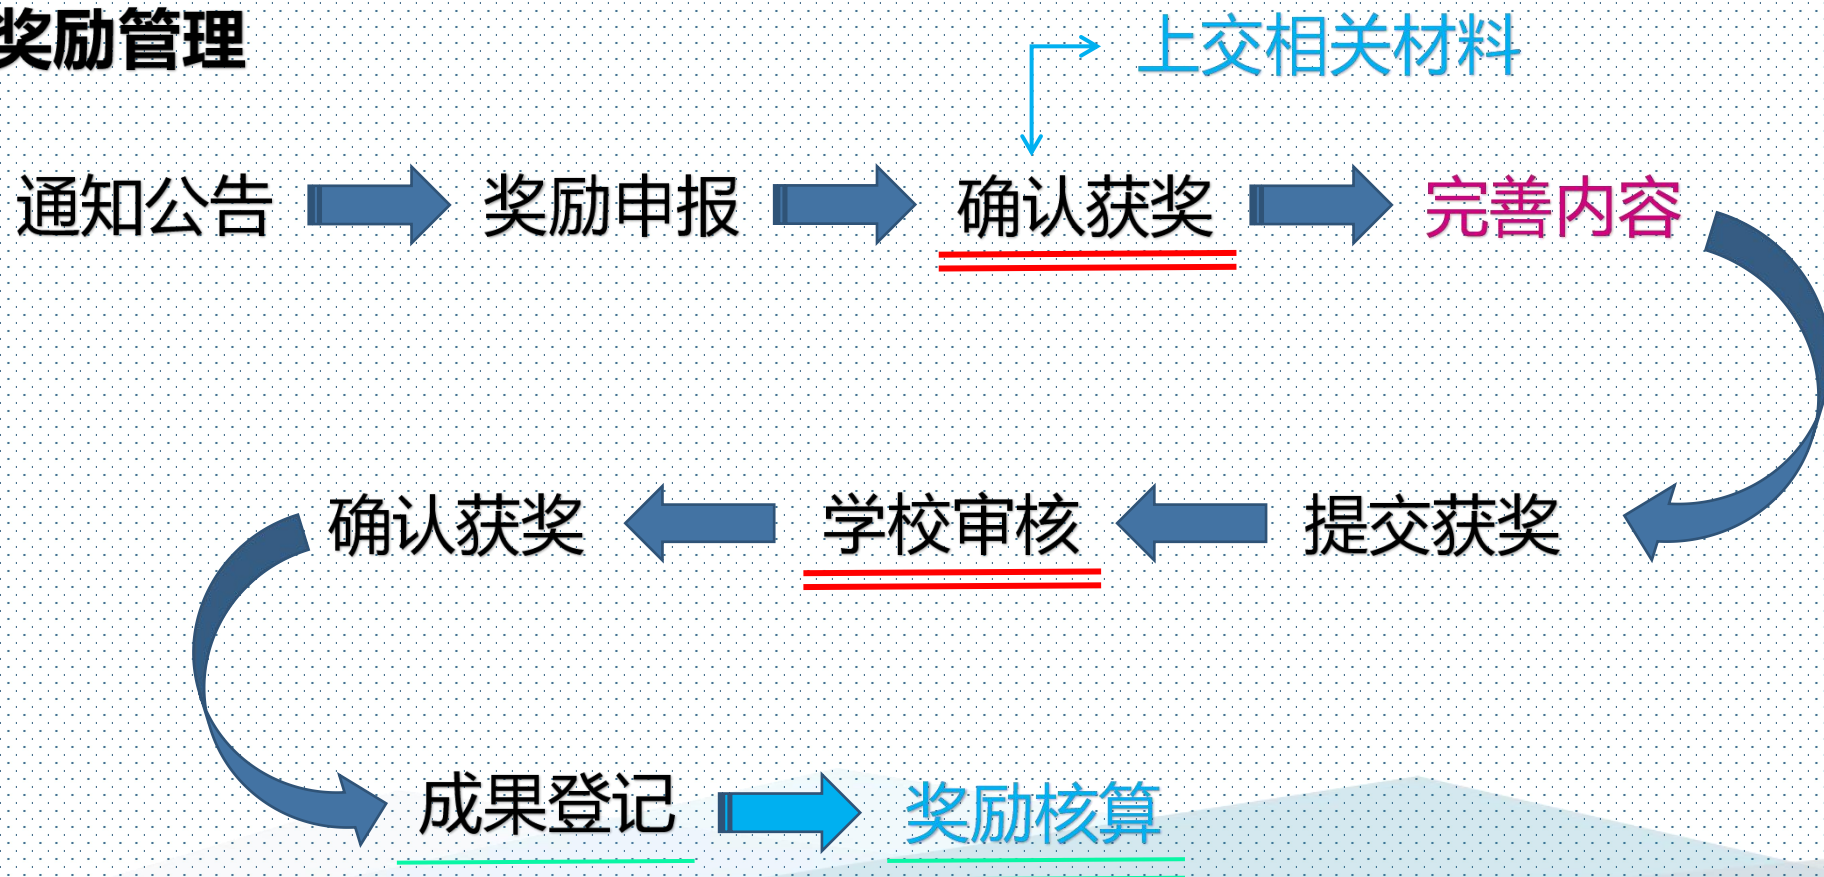 奖励管理
上交相关材料
通知公告
奖励申报
确认获奖
完善内容
提交获奖
学校审核
确认获奖
成果登记
奖励核算